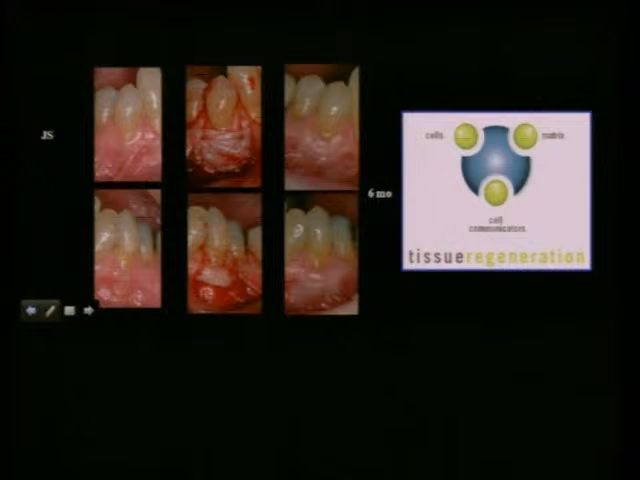 JS
6 mo
cells
matrix
cell
communicators
tissueregeneration